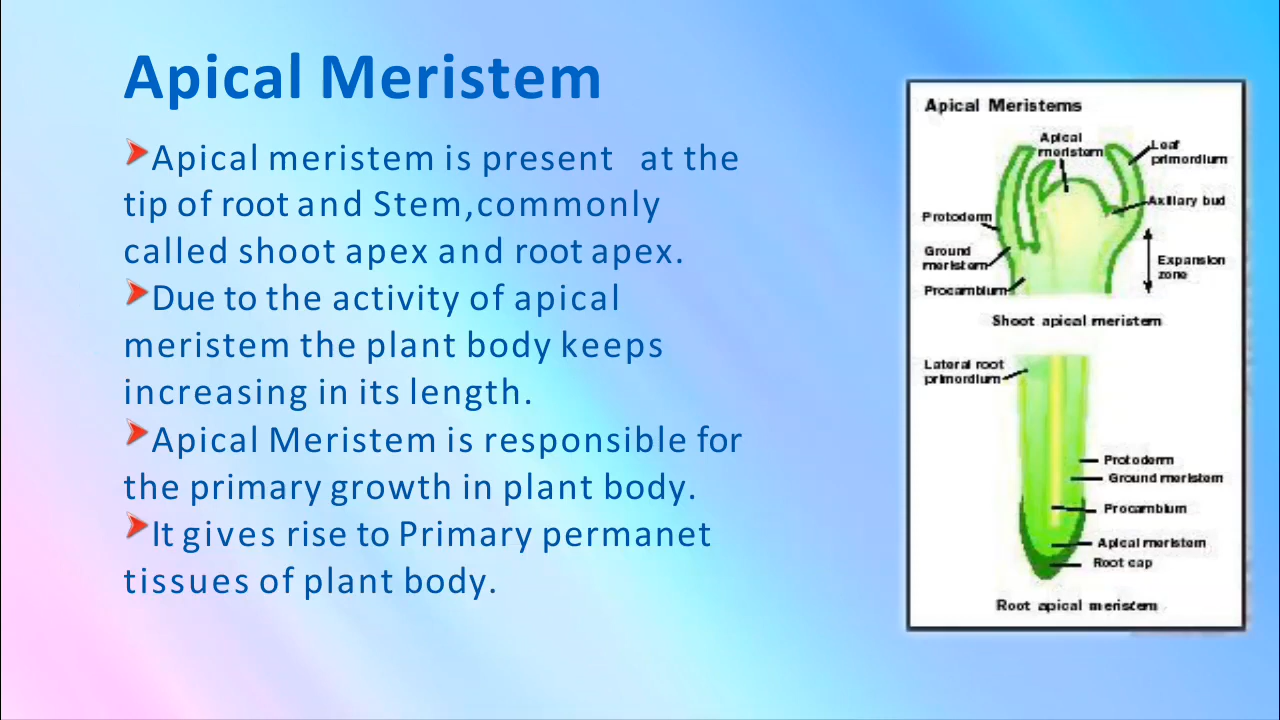 Apical Meristem
Apical meristem is present at the
tip of root and Stem,commonly
called shoot apex and root apex.
Due to the activity of apical
meristem the plant body keeps
increasing in its length.
Apical Meristem is responsible for
the primary growth in plant body.
It gives rise to Primary permanet
tissues of plant body.
Apical Meristems
Apical
meristem
Leaf
primordium
Axillary bud
Protoderm
Ground
meristem
Expansion
zone
Procambium
Shoot apical meristem
Lateral root
primordium
Protoderm
Ground meristem
Procambium
Apical meristem
Root cap
Root apical meristem